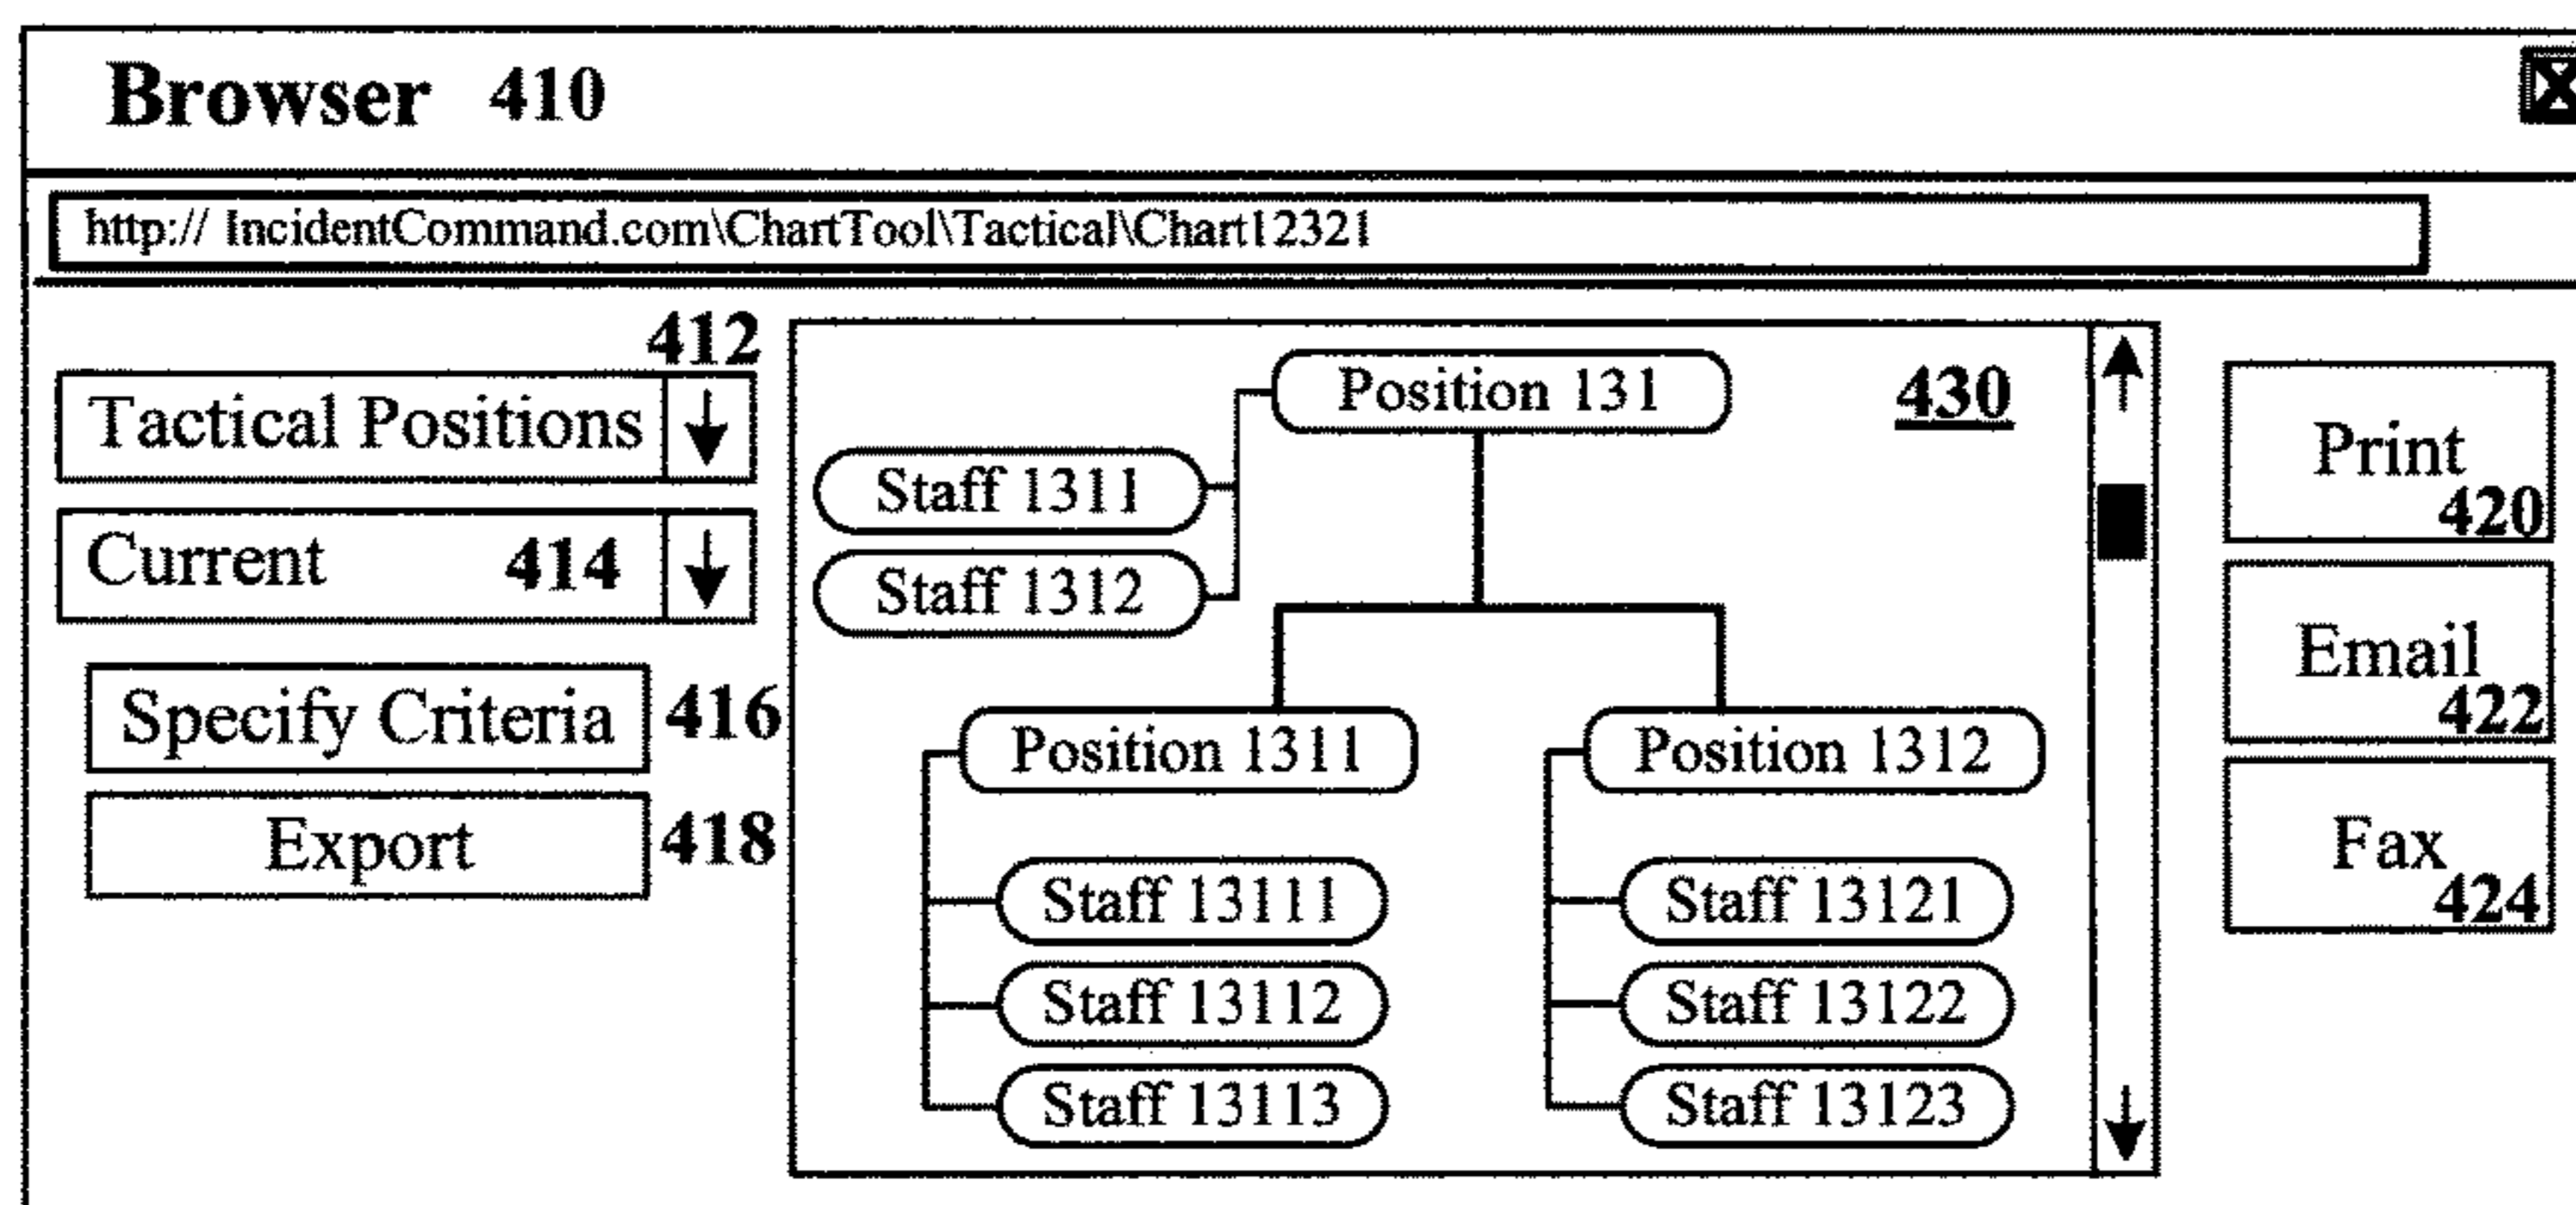 Browser 410
http:// IncidentCommand.com\ChartTool\Tactical\Chart12321
412
Tactical Positions
Current 414
Specify Criteria 416
Export 418
430
Position 131
Staff 1311
Staff 1312
Position 1311
Staff 13111
Staff 13112
Staff 13113
Position 1312
Staff 13121
Staff 13122
Staff 13123
Print
420
Email
422
Fax
424